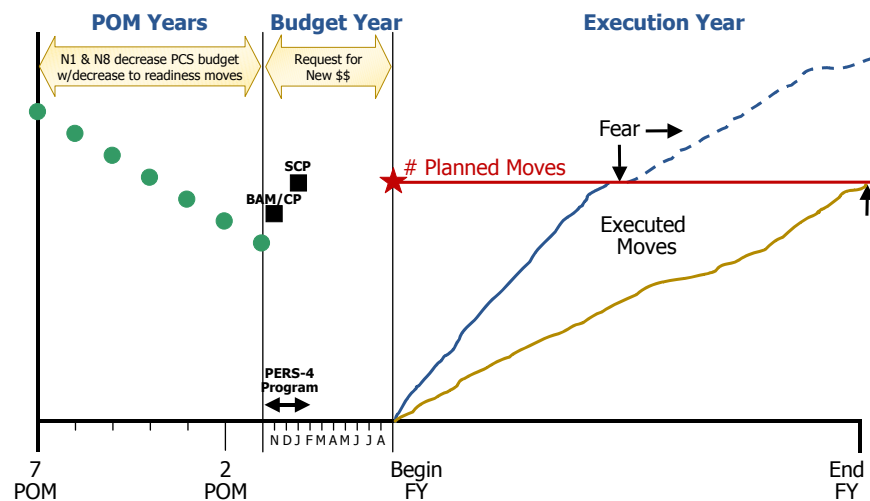 POM Years
Budget Year
Execution Year
N1 & N8 decrease PCS budget
w/decrease to readiness moves
Request for
New $$
Fear
# Planned Moves
SCP
BAM/CP
Executed
Moves
PERS-4
Program
N D J F M A M J J A
7
POM
2
POM
Begin
FY
End
FY